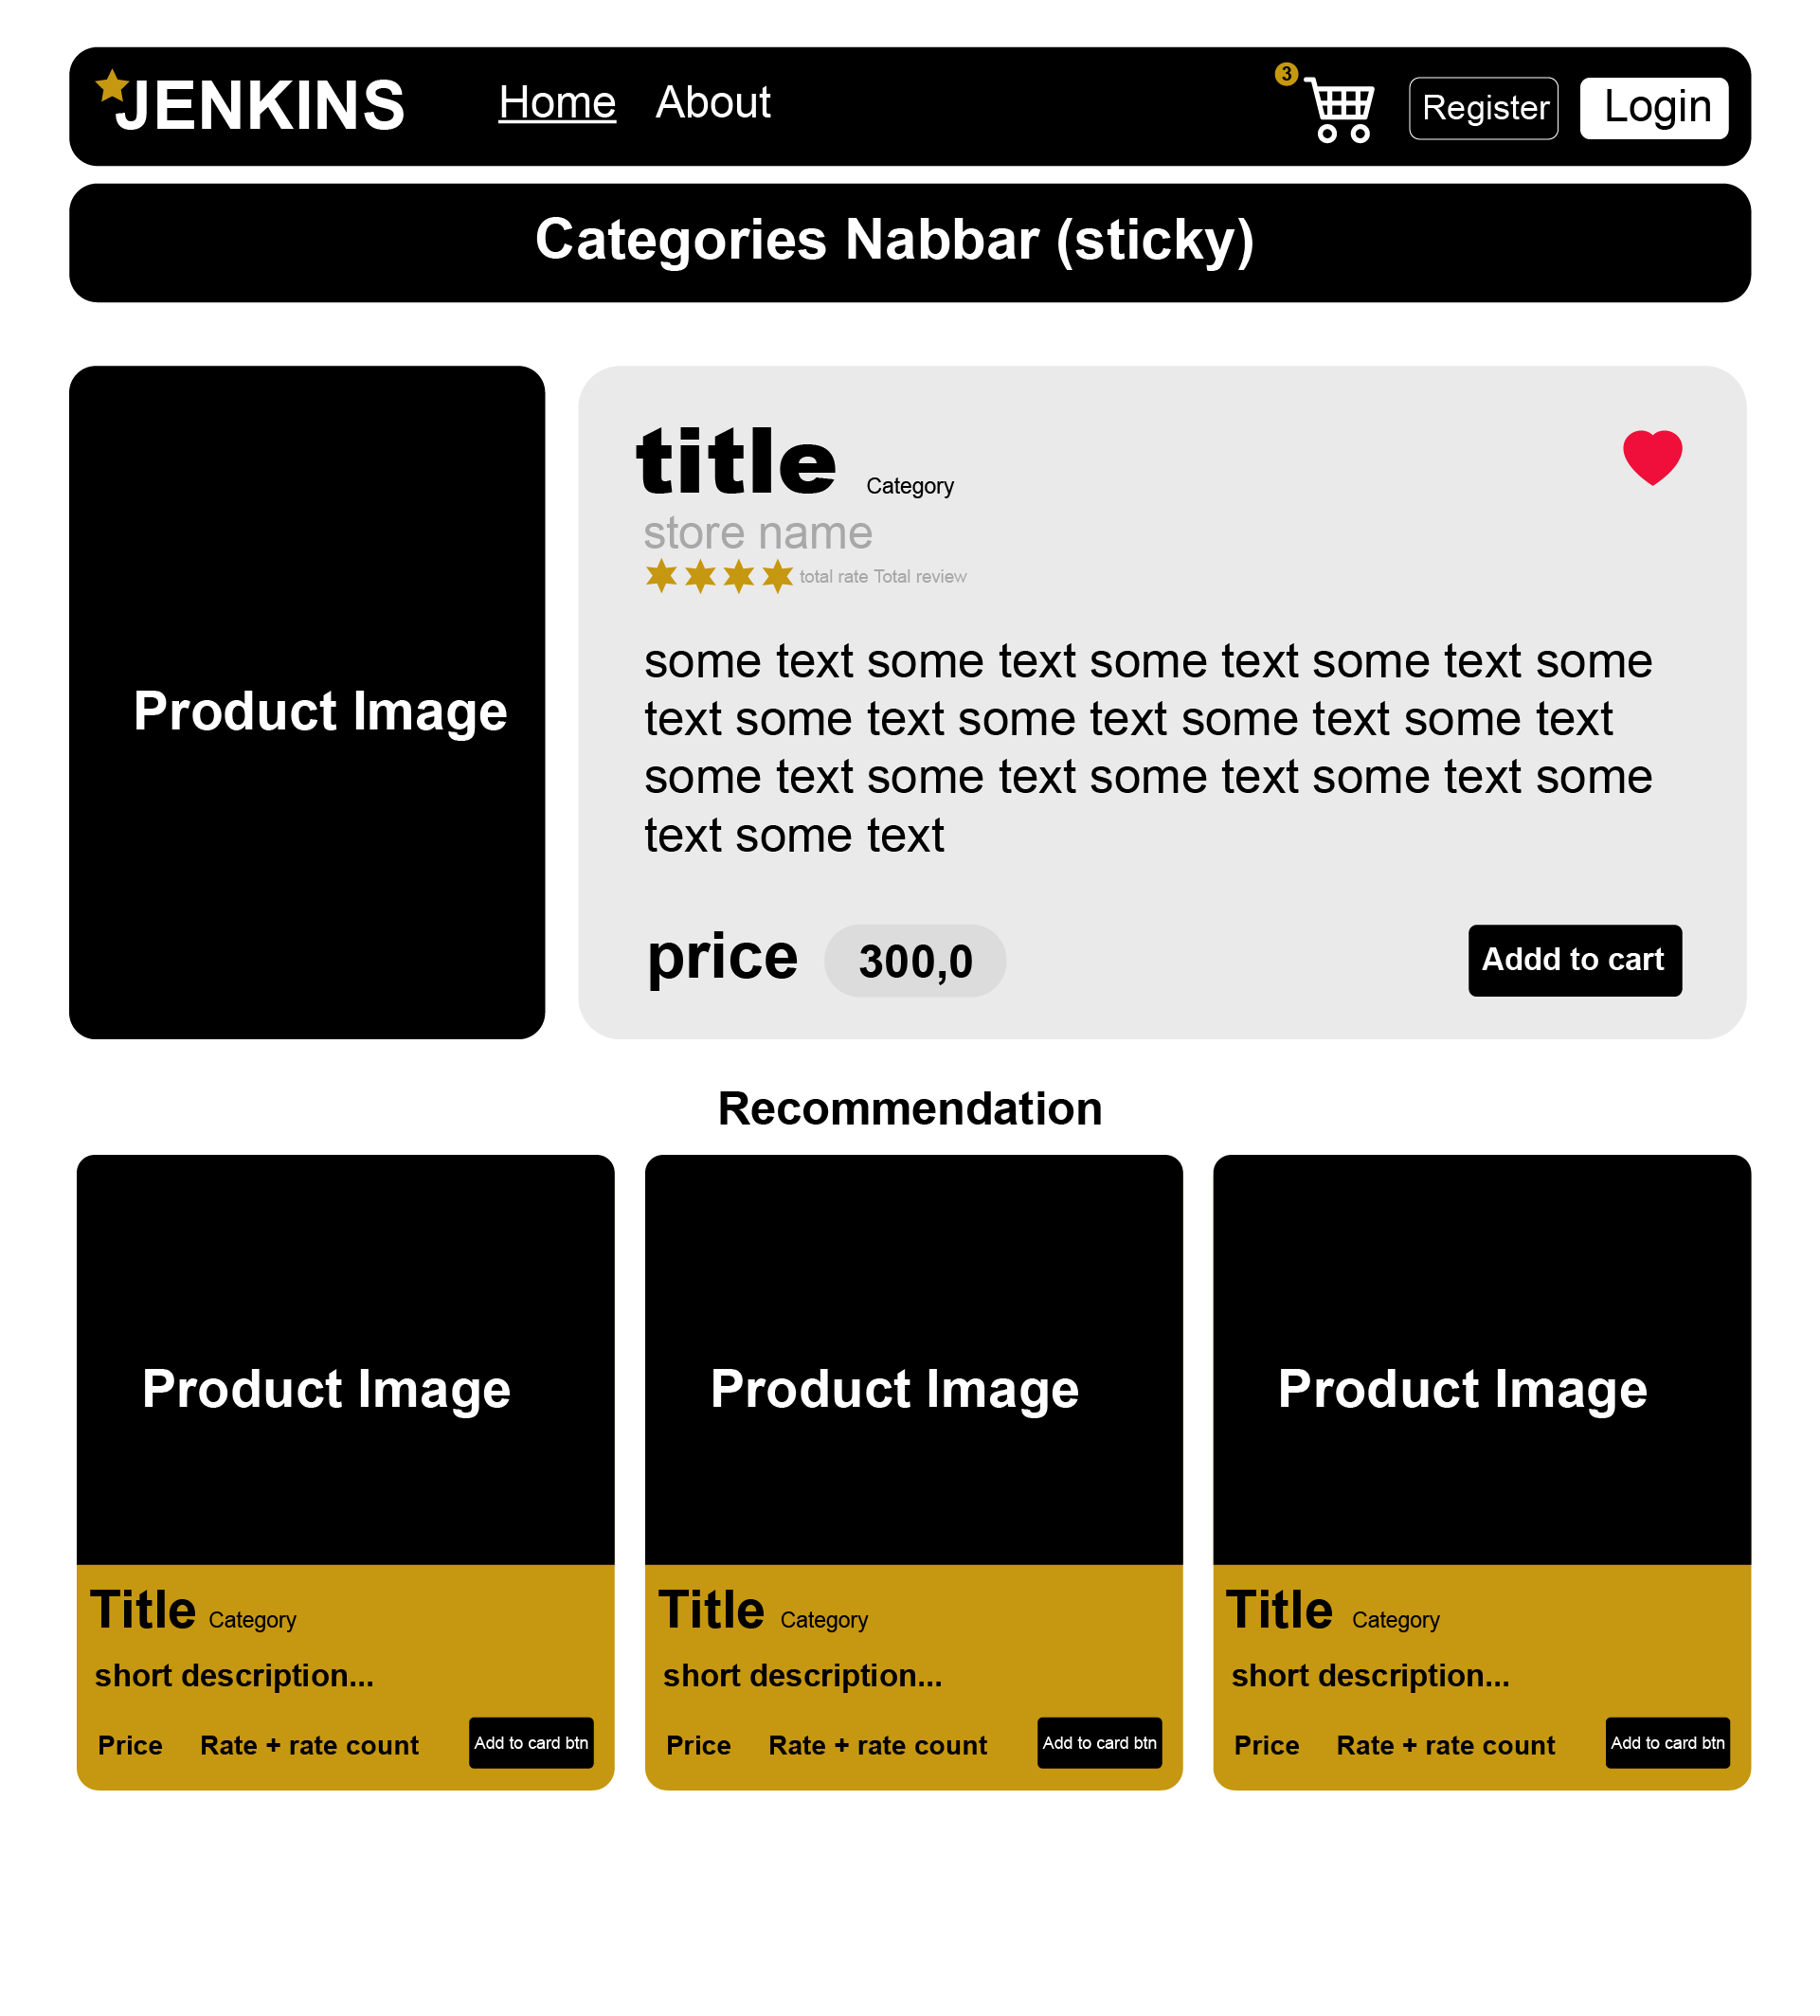 JENKINS
Home About
3
Register
Login
Categories Nabbar (sticky)
Product Image
title Category
store name
total rate Total review
some text some text some text some text some
text some text some text some text some text
some text some text some text some text some
text some text
price 300,0
Addd to cart
Recommendation
Product Image
Title Category
short description...
Price Rate + rate count Add to card btn
Product Image
Title Category
short description...
Price Rate + rate count Add to card btn
Product Image
Title Category
short description...
Price Rate + rate count Add to card btn